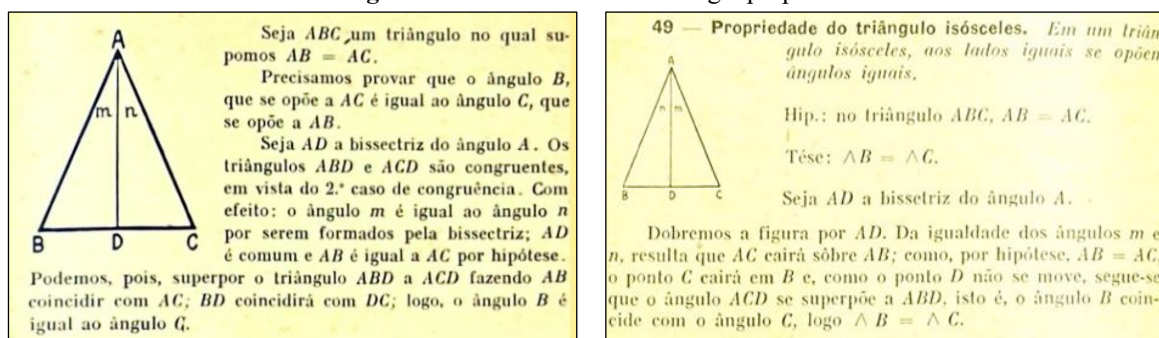 A
m n
B D C
Seja ABC um triângulo no qual su-
pomos AB = AC.
Precisamos provar que o ângulo B,
que se opõe a AC é igual ao ângulo C, que
se opõe a AB.
Seja AD a bissectriz do ângulo A. Os
triângulos ABD e ACD são congruentes,
em vista do 2.º caso de congruência. Com
efeito: o ângulo m é igual ao ângulo n
por serem formados pela bissectriz; AD
é comum e AB é igual a AC por hipótese.
Podemos, pois, superpor o triângulo ABD a ACD fazendo AB
coincidir com AC; BD coincidirá com DC; logo, o ângulo B é
igual ao ângulo C.
49 — Propriedade do triângulo isósceles. Em um triân
gulo isósceles, aos lados iguais se opõem
ângulos iguais.
A
B D C
Hip.: no triângulo ABC, AB = AC.
Tése: ∧ B = ∧ C.
Seja AD a bissetriz do ângulo A.
Dobremos a figura por AD. Da igualdade dos ângulos m e
n, resulta que AC cairá sôbre AB; como, por hipótese, AB = AC,
o ponto C cairá em B e, como o ponto D não se move, segue-se
que o ângulo ACD se superpõe a ABD, isto é, o ângulo B coin-
cide com o ângulo C, logo ∧ B = ∧ C.